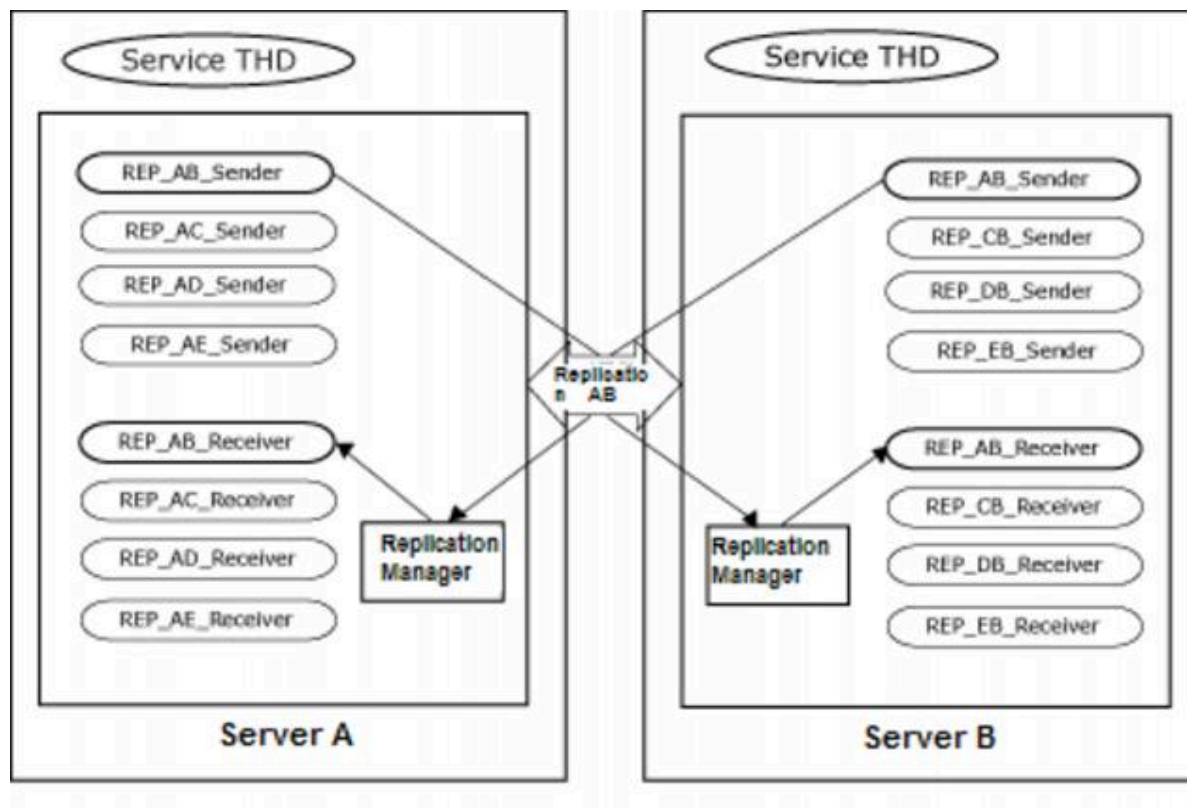 Service THD
REP_AB_Sender
REP_AC_Sender
REP_AD_Sender
REP_AE_Sender
REP_AB_Receiver
REP_AC_Receiver
REP_AD_Receiver
REP_AE_Receiver
Replication
Manager
Server A
Replicatio
n AB
Service THD
REP_AB_Sender
REP_CB_Sender
REP_DB_Sender
REP_EB_Sender
REP_AB_Receiver
REP_CB_Receiver
REP_DB_Receiver
REP_EB_Receiver
Replication
Manager
Server B